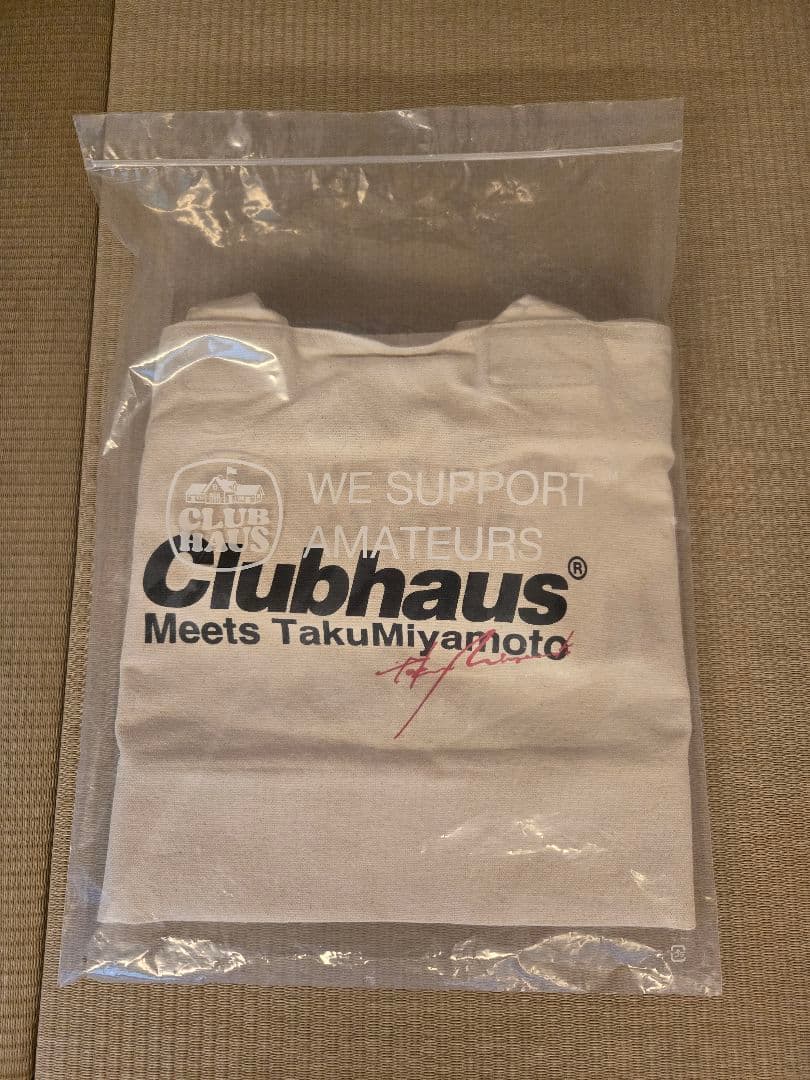 CLUB
HAUS
WE SUPPORT
AMATEURS
Clubhaus®
Meets TakuMiyamoto